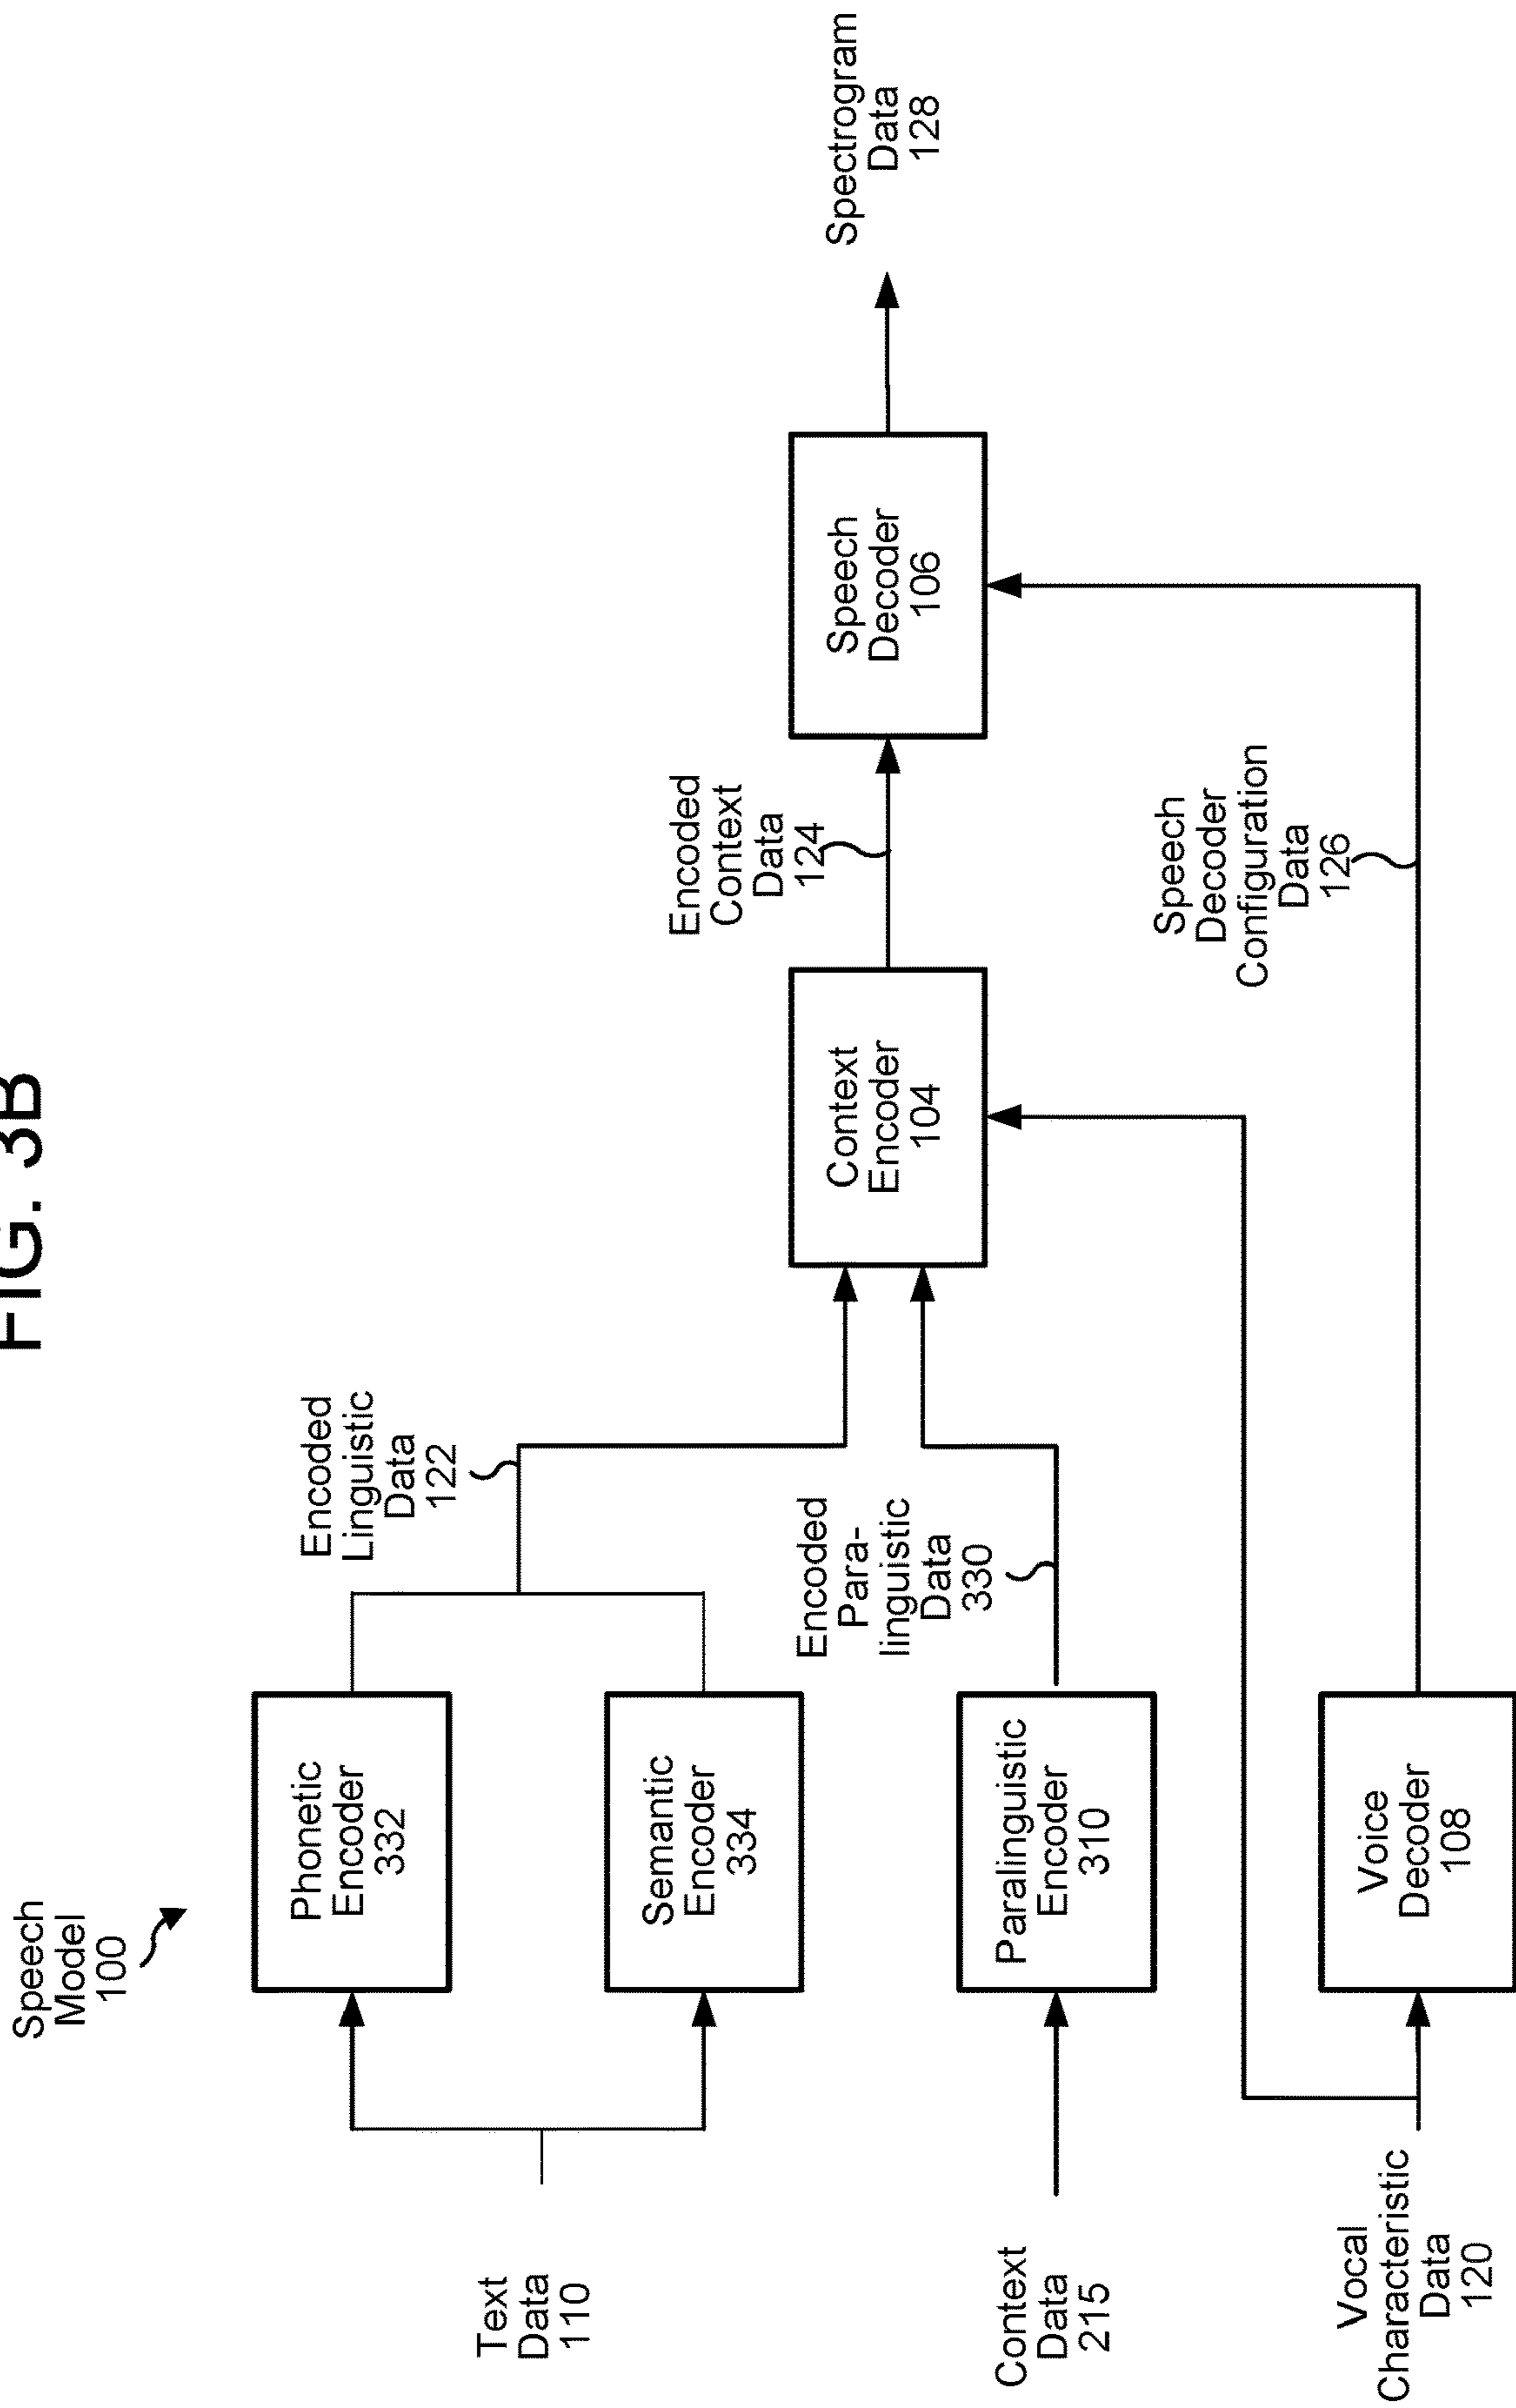 FIG. 3B
Speech
Model
100
Text
Data
110
Phonetic
Encoder
332
Semantic
Encoder
334
Encoded
Linguistic
Data
122
Context
Data
215
Paralinguistic
Encoder
310
Encoded
Para-
linguistic
Data
330
Vocal
Characteristic
Data
120
Voice
Decoder
108
Context
Encoder
104
Encoded
Context
Data
124
Speech
Decoder
Configuration
Data
126
Speech
Decoder
106
Spectrogram
Data
128